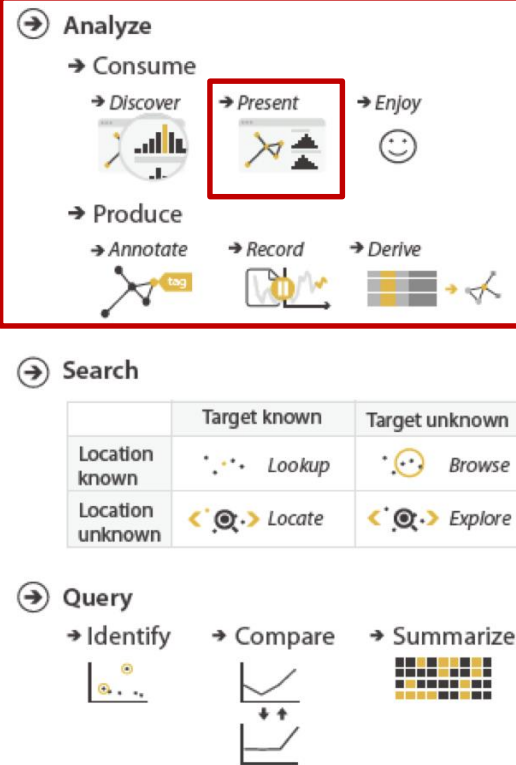 Analyze
Consume
Discover Present Enjoy
Produce
Annotate Record Derive
tag
Search
Target known Target unknown
Location known Lookup Browse
Location unknown Locate Explore
Query
Identify Compare Summarize